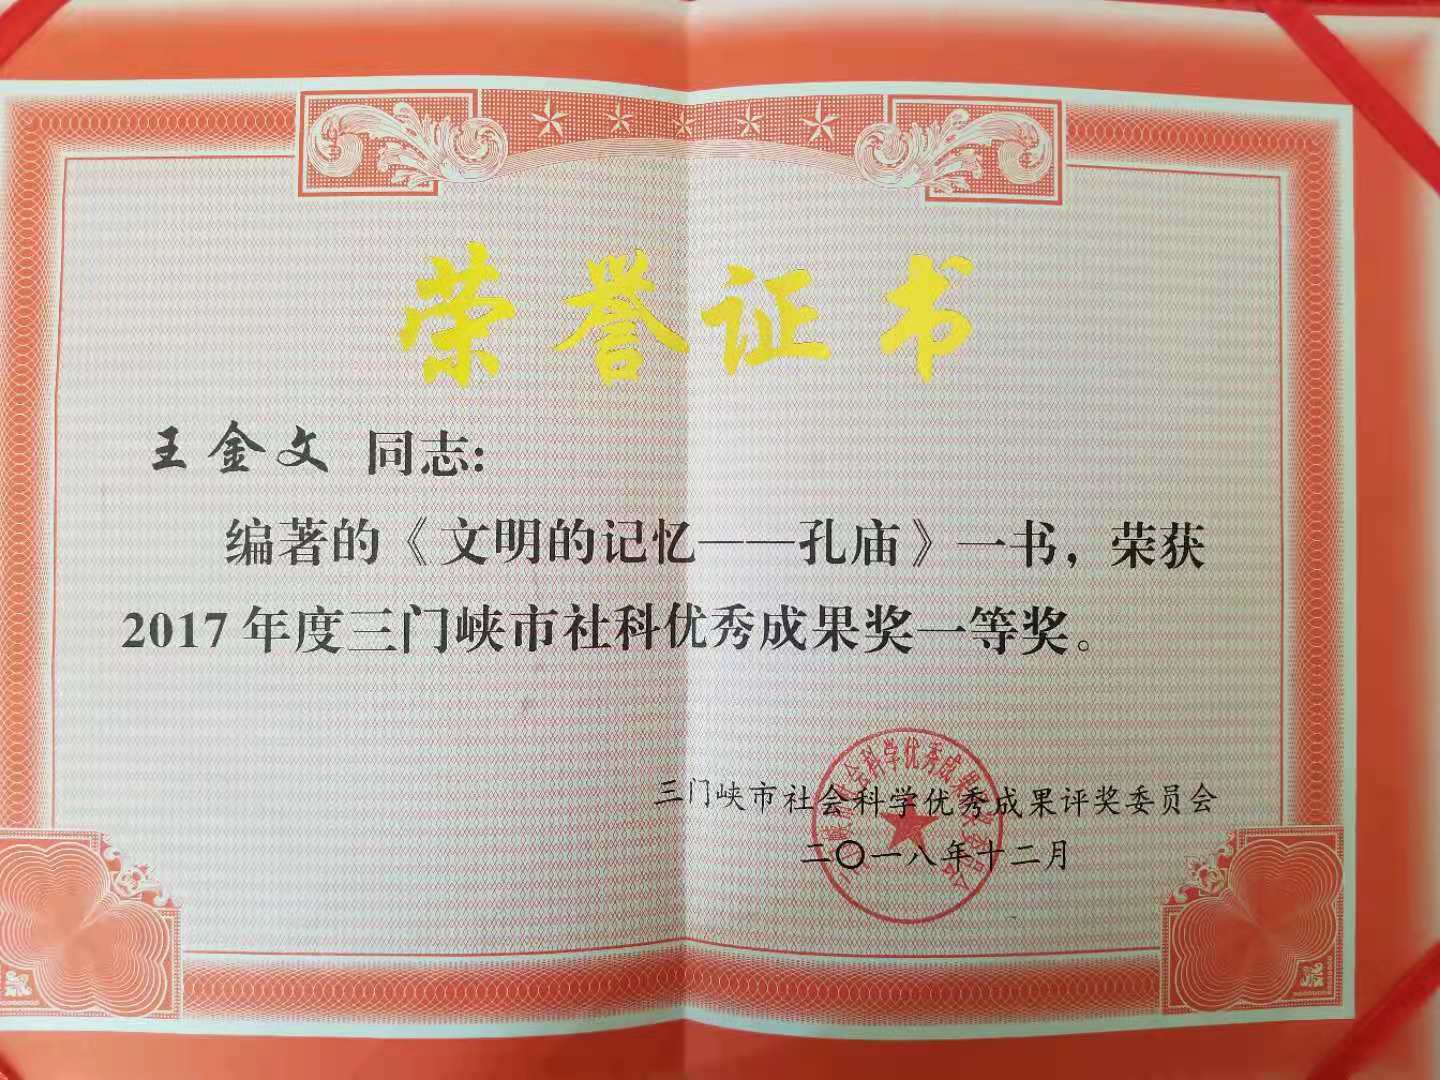 荣誉证书
王金文 同志:
编著的《文明的记忆——孔庙》一书，荣获
2017年度三门峡市社科优秀成果奖一等奖。
三门峡市社会科学优秀成果评奖委员会
二〇一八年十二月